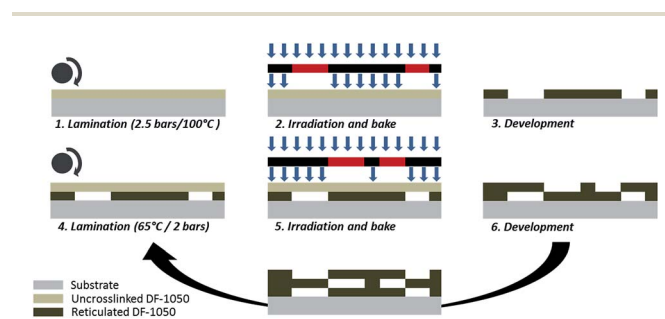 1. Lamination (2.5 bars/100°C )
2. Irradiation and bake
3. Development
4. Lamination (65°C / 2 bars)
5. Irradiation and bake
6. Development
Substrate
Uncrosslinked DF-1050
Reticulated DF-1050